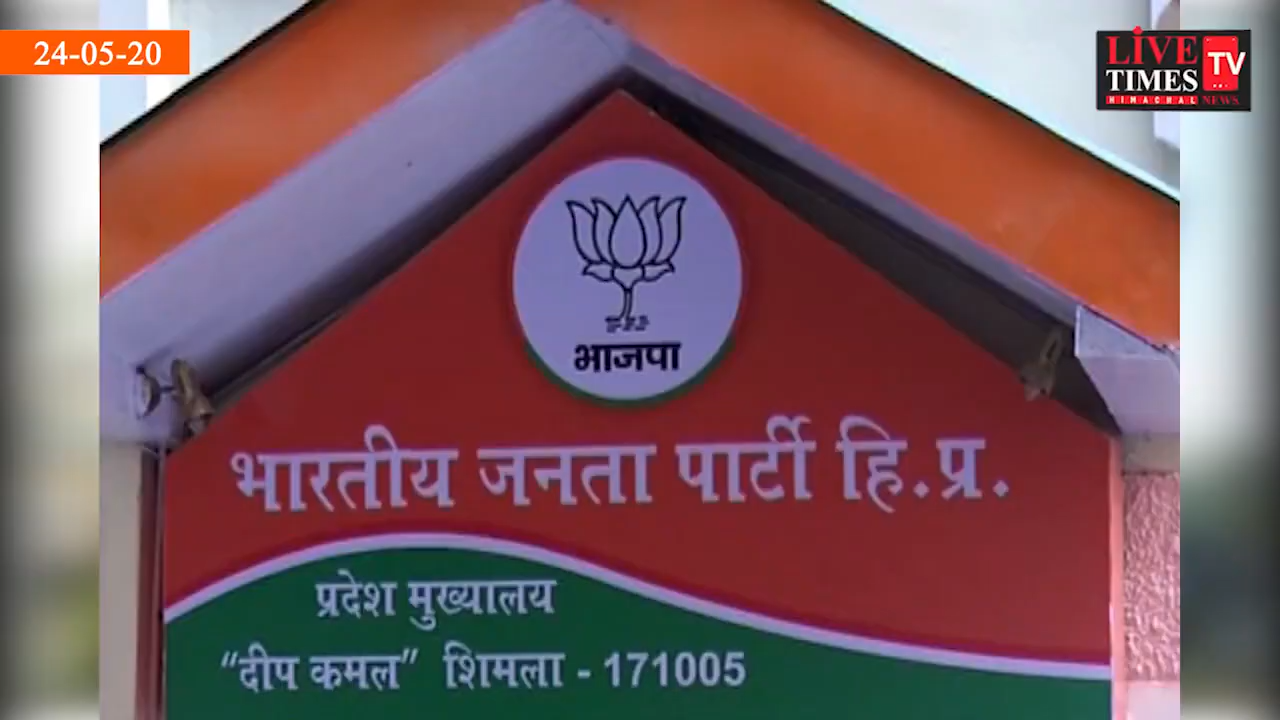 24-05-20
LIVE
TIMES
TV
HIMACHAL NEWS
भाजपा
भारतीय जनता पार्टी हि.प्र.
प्रदेश मुख्यालय
“दीप कमल” शिमला - 171005